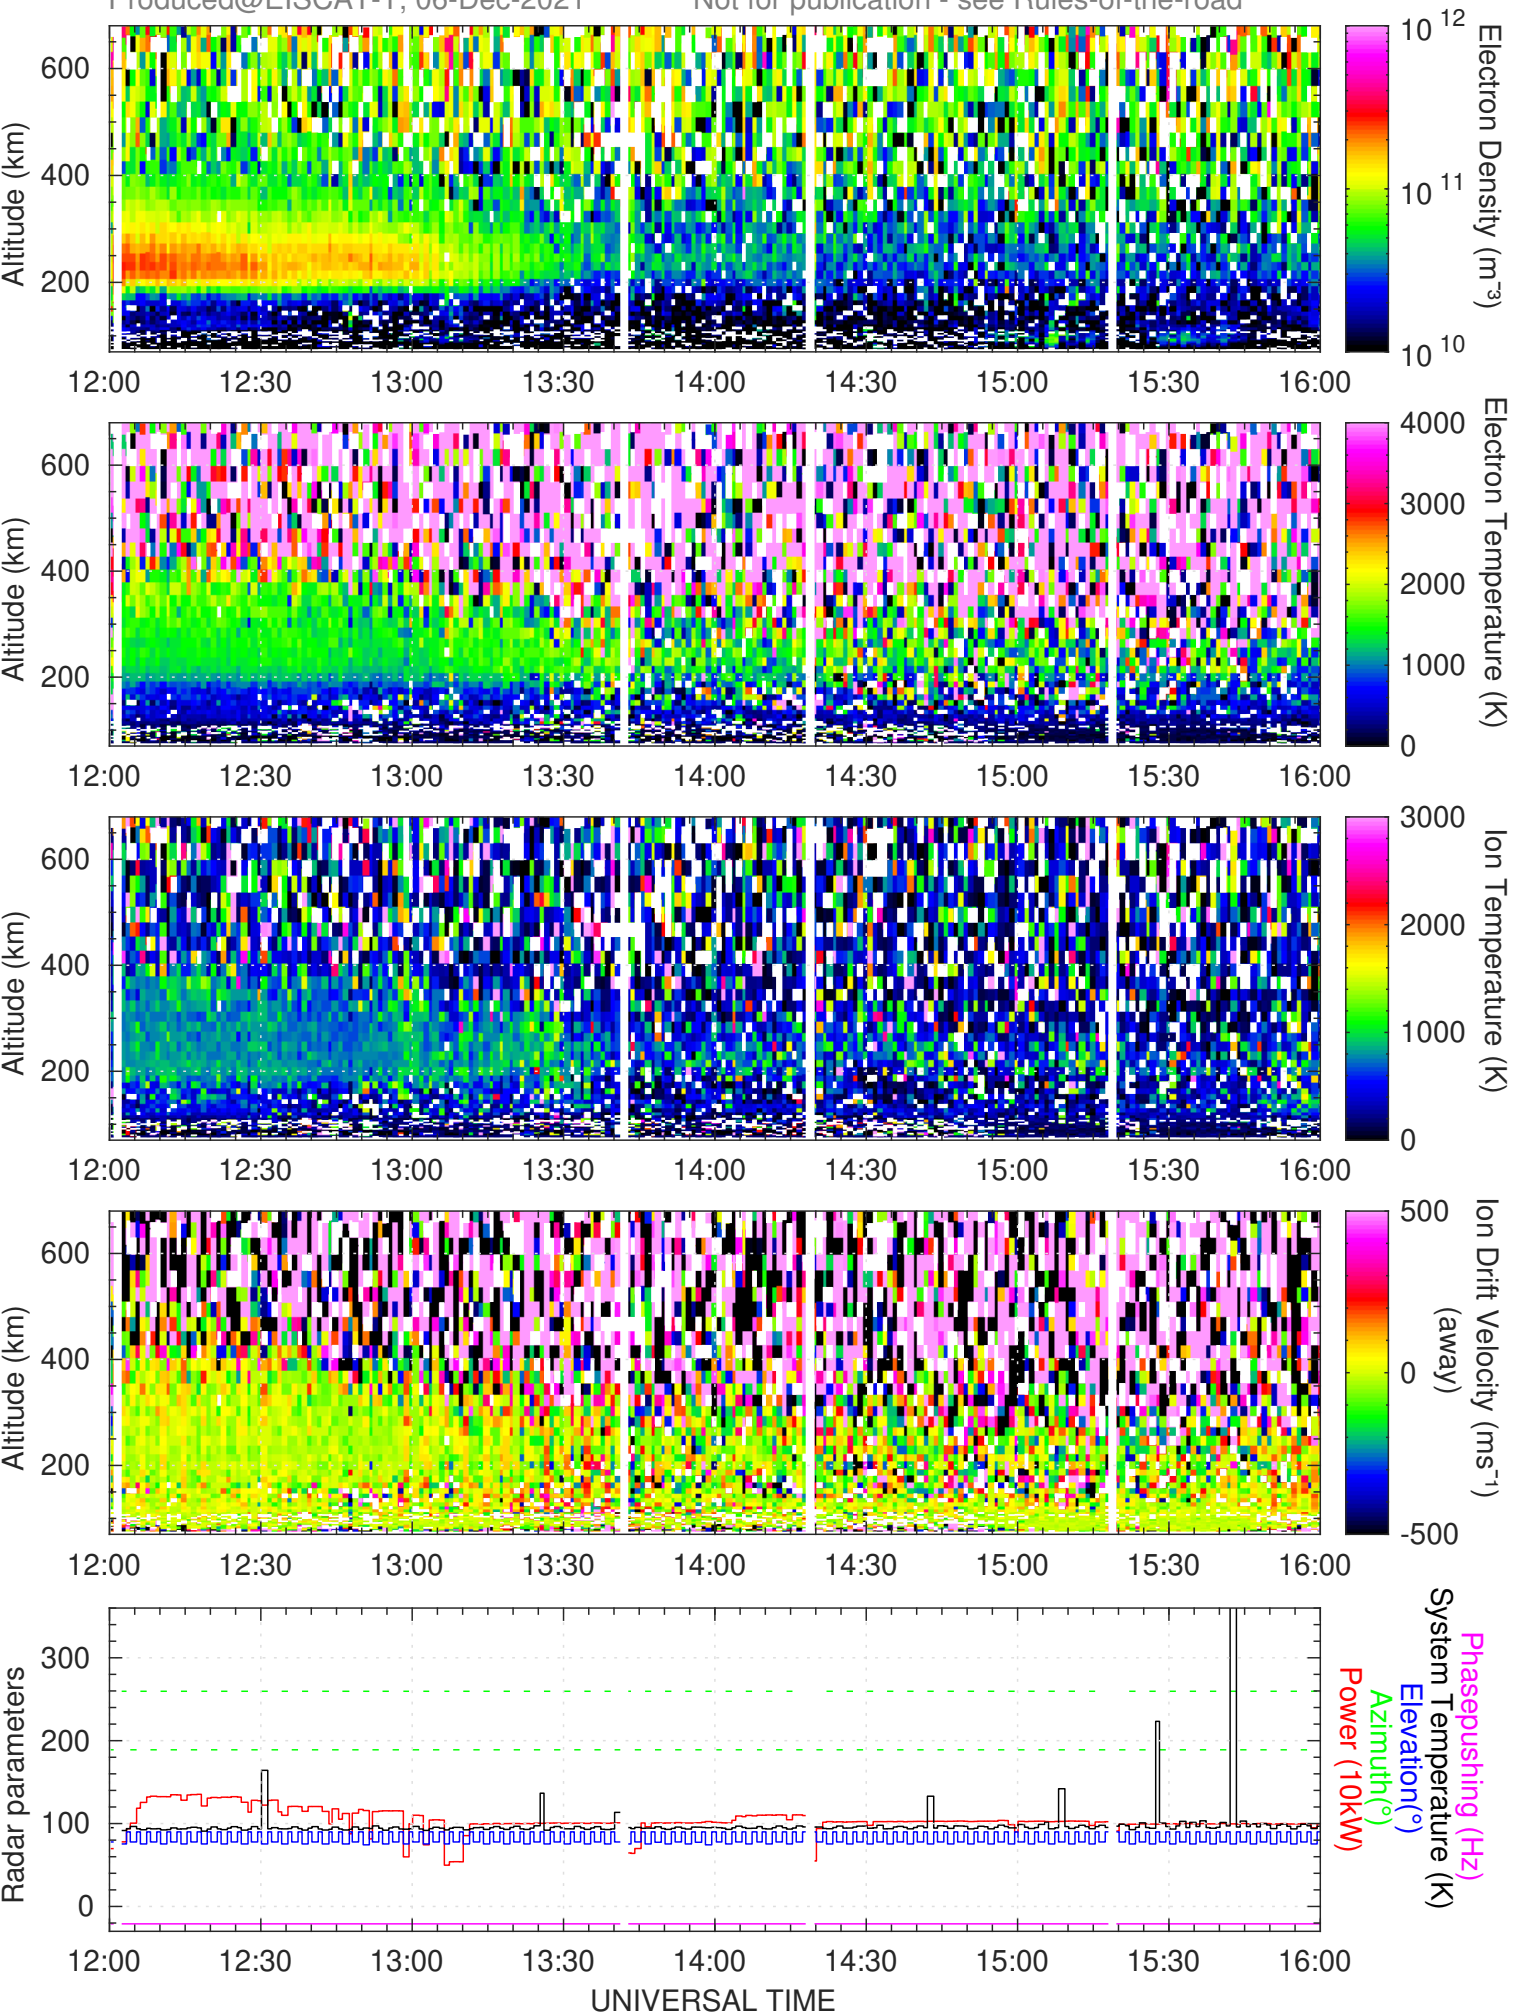 Produced@EISCAT-T, 06-Dec-2021 Not for publication - see Rules-of-the-road
600
400
200
Altitude (km)
12:00 12:30 13:00 13:30 14:00 14:30 15:00 15:30 16:00
10 12
10 11
10 10
Electron Density (m-3)
600
400
200
Altitude (km)
12:00 12:30 13:00 13:30 14:00 14:30 15:00 15:30 16:00
4000
3000
2000
1000
0
Electron Temperature (K)
600
400
200
Altitude (km)
12:00 12:30 13:00 13:30 14:00 14:30 15:00 15:30 16:00
3000
2000
1000
0
Ion Temperature (K)
600
400
200
Altitude (km)
12:00 12:30 13:00 13:30 14:00 14:30 15:00 15:30 16:00
500
0
-500
Ion Drift Velocity (ms-1)
(away)
300
200
100
0
Radar parameters
12:00 12:30 13:00 13:30 14:00 14:30 15:00 15:30 16:00
UNIVERSAL TIME
Phasepushing (Hz)
System Temperature (K)
Elevation(°)
Azimuth(°)
Power (10kW)